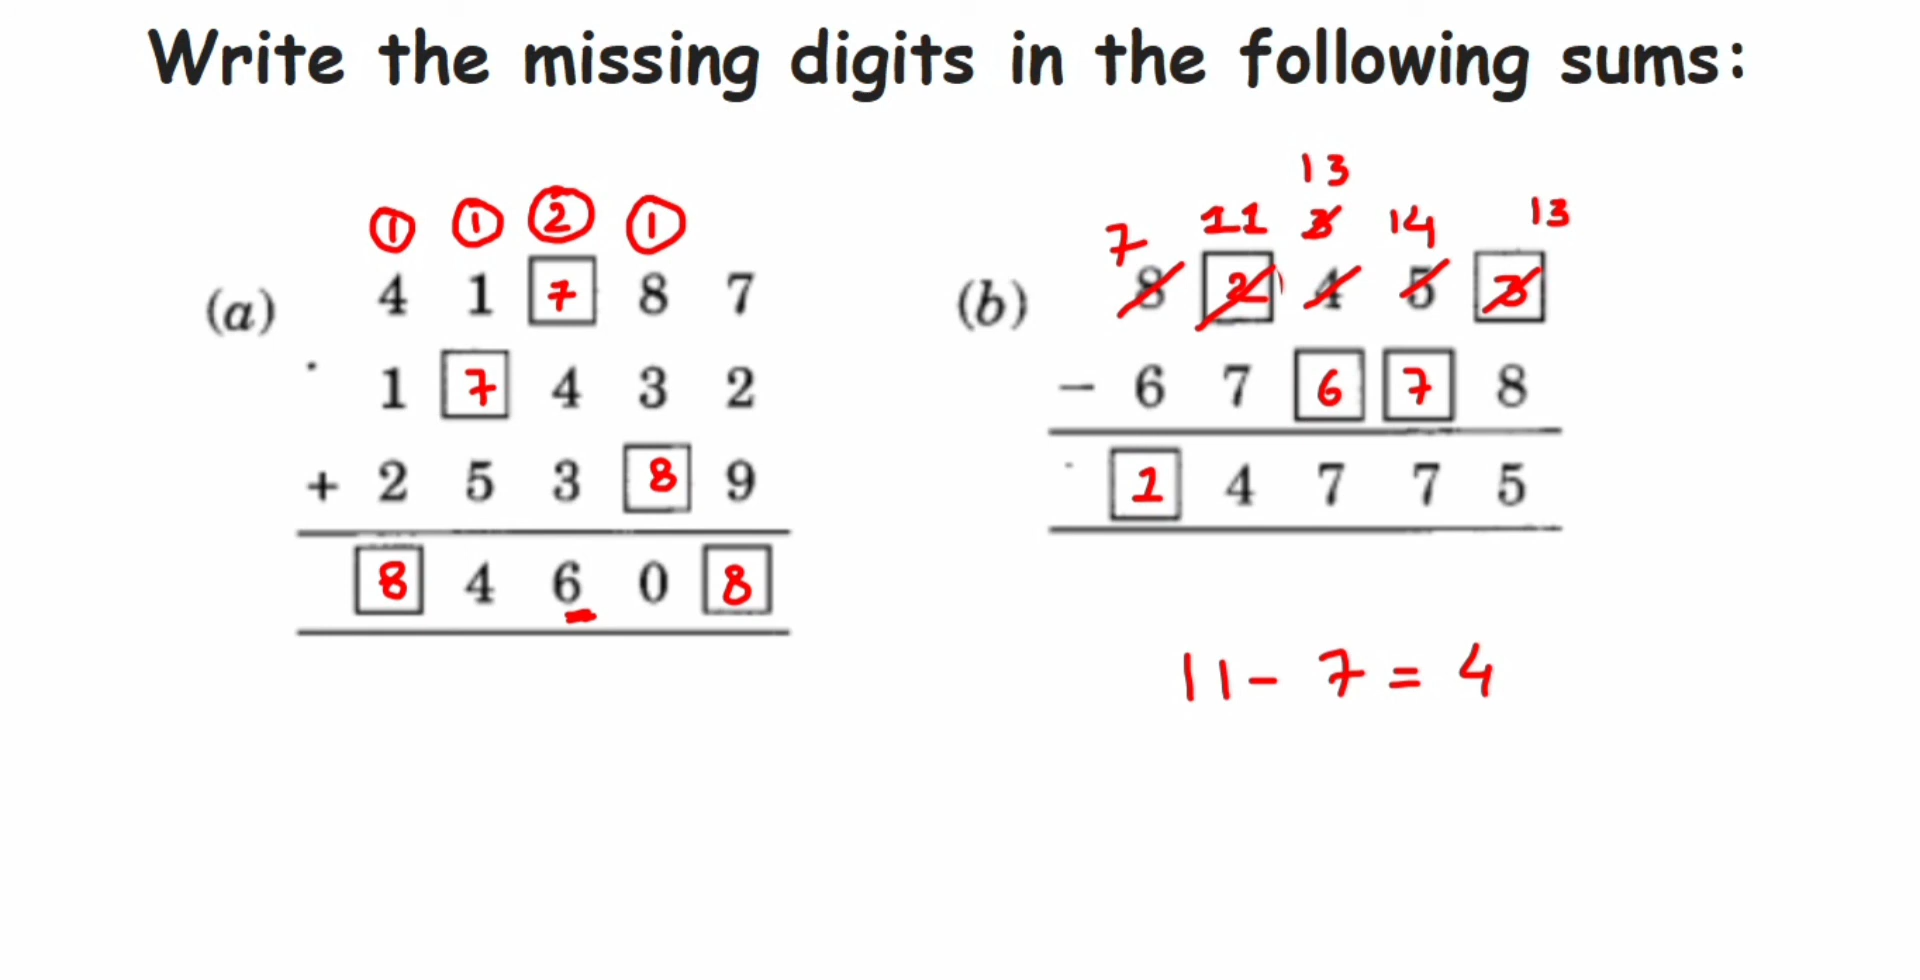 Write the missing digits in the following sums:
(a)
1 1 2 1
4 1 7 8 7
1 7 4 3 2
+ 2 5 3 8 9
8 4 6 0 8
(b)
13
7 11 3 14 13
8 2 4 5 3
- 6 7 6 7 8
1 4 7 7 5
11 - 7 = 4